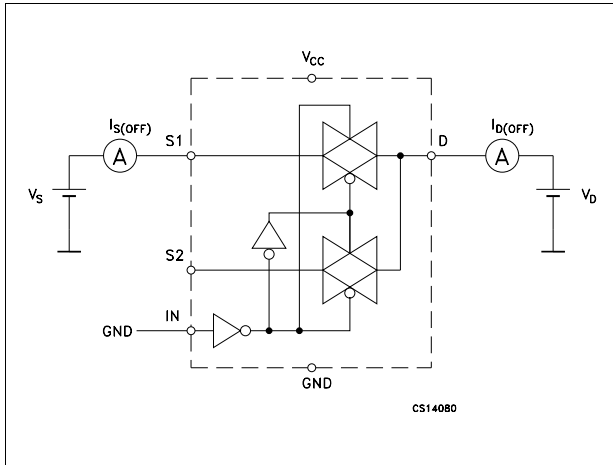 VCC
IS(OFF)
A
S1
D
ID(OFF)
A
VS
VD
S2
IN
GND
GND
CS14080